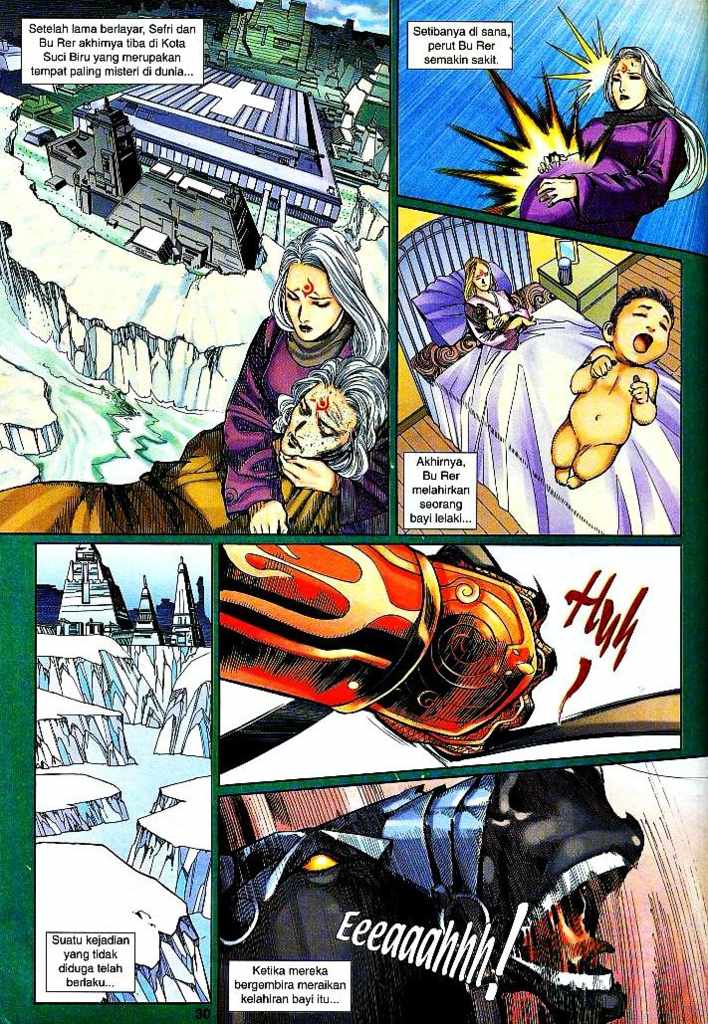 Setelah lama berlayar, Sefri dan
Bu Rer akhirnya tiba di Kota
Suci Biru yang merupakan
tempat paling misteri di dunia...
Setibanya di sana,
perut Bu Rer
semakin sakit.
Akhirnya,
Bu Rer
melahirkan
seorang
bayi lelaki...
Suatu kejadian
yang tidak
diduga telah
berlaku...
Huh
,
Eeeaaaahhh!
Ketika mereka
bergembira meraikan
kelahiran bayi itu...
30